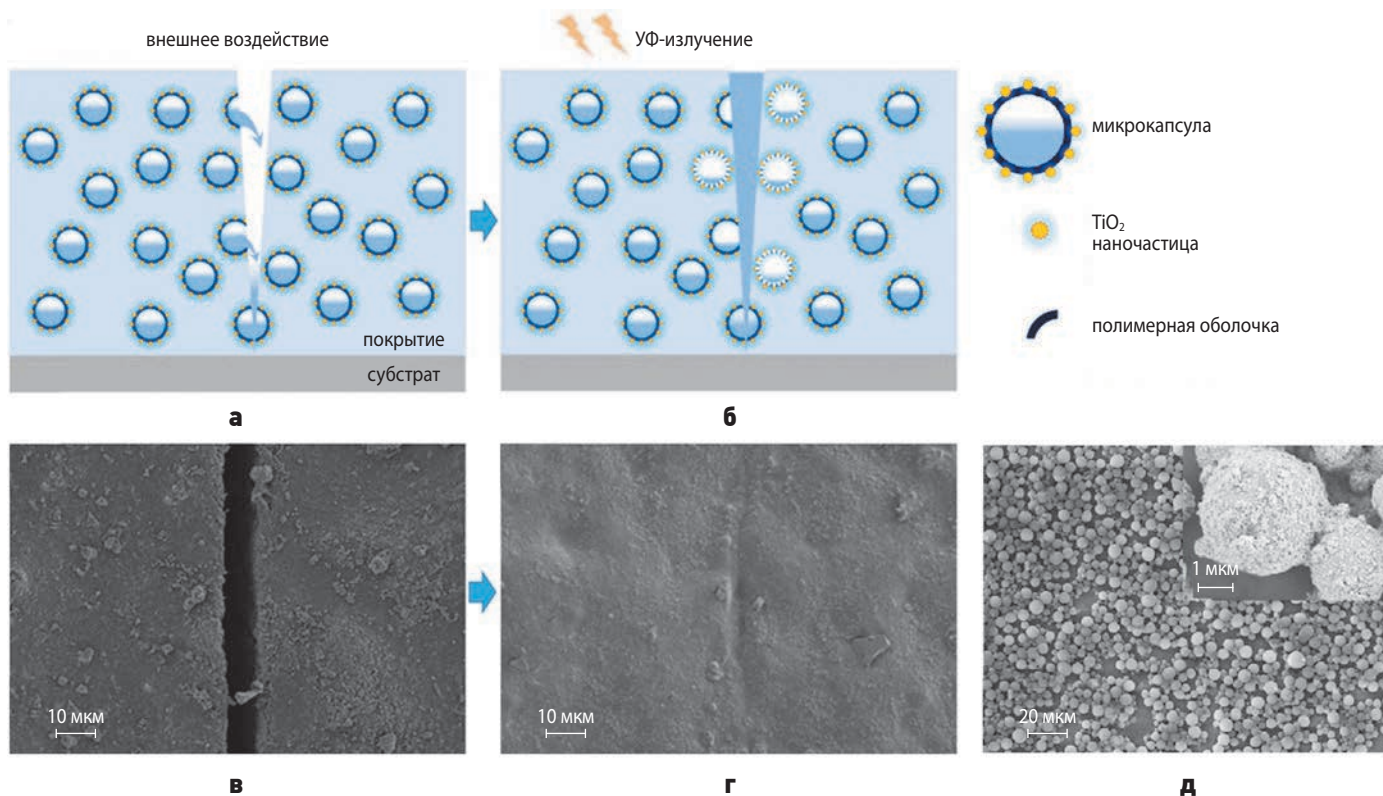 внешнее воздействие
УФ-излучение
микрокапсула
TiO₂
наночастица
полимерная оболочка
покрытие
субстрат
а
б
10 мкм
10 мкм
1 мкм
20 мкм
в
г
д